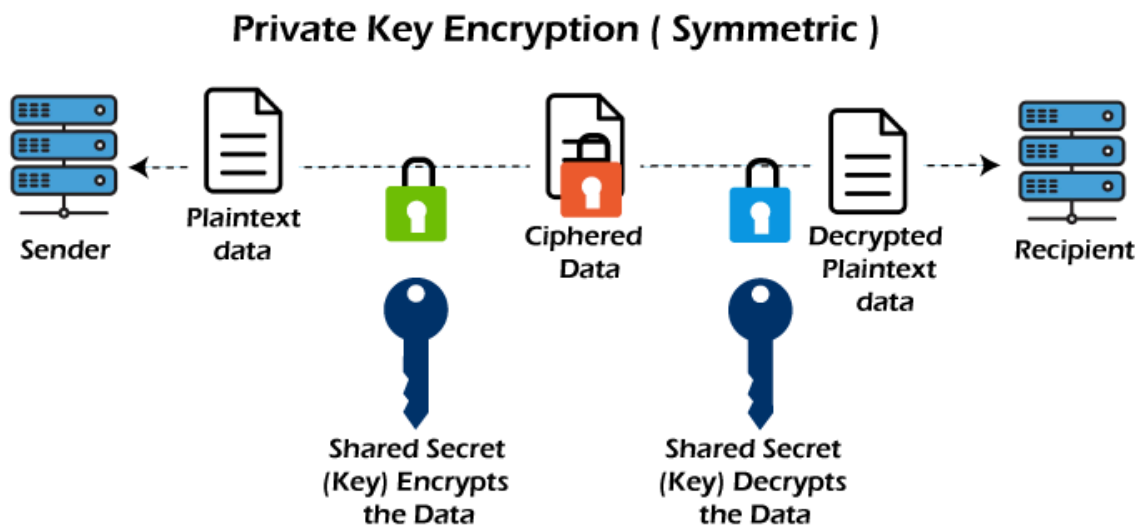 Private Key Encryption ( Symmetric )
Sender
Plaintext
data
Ciphered
Data
Decrypted
Plaintext
data
Recipient
Shared Secret
(Key) Encrypts
the Data
Shared Secret
(Key) Decrypts
the Data